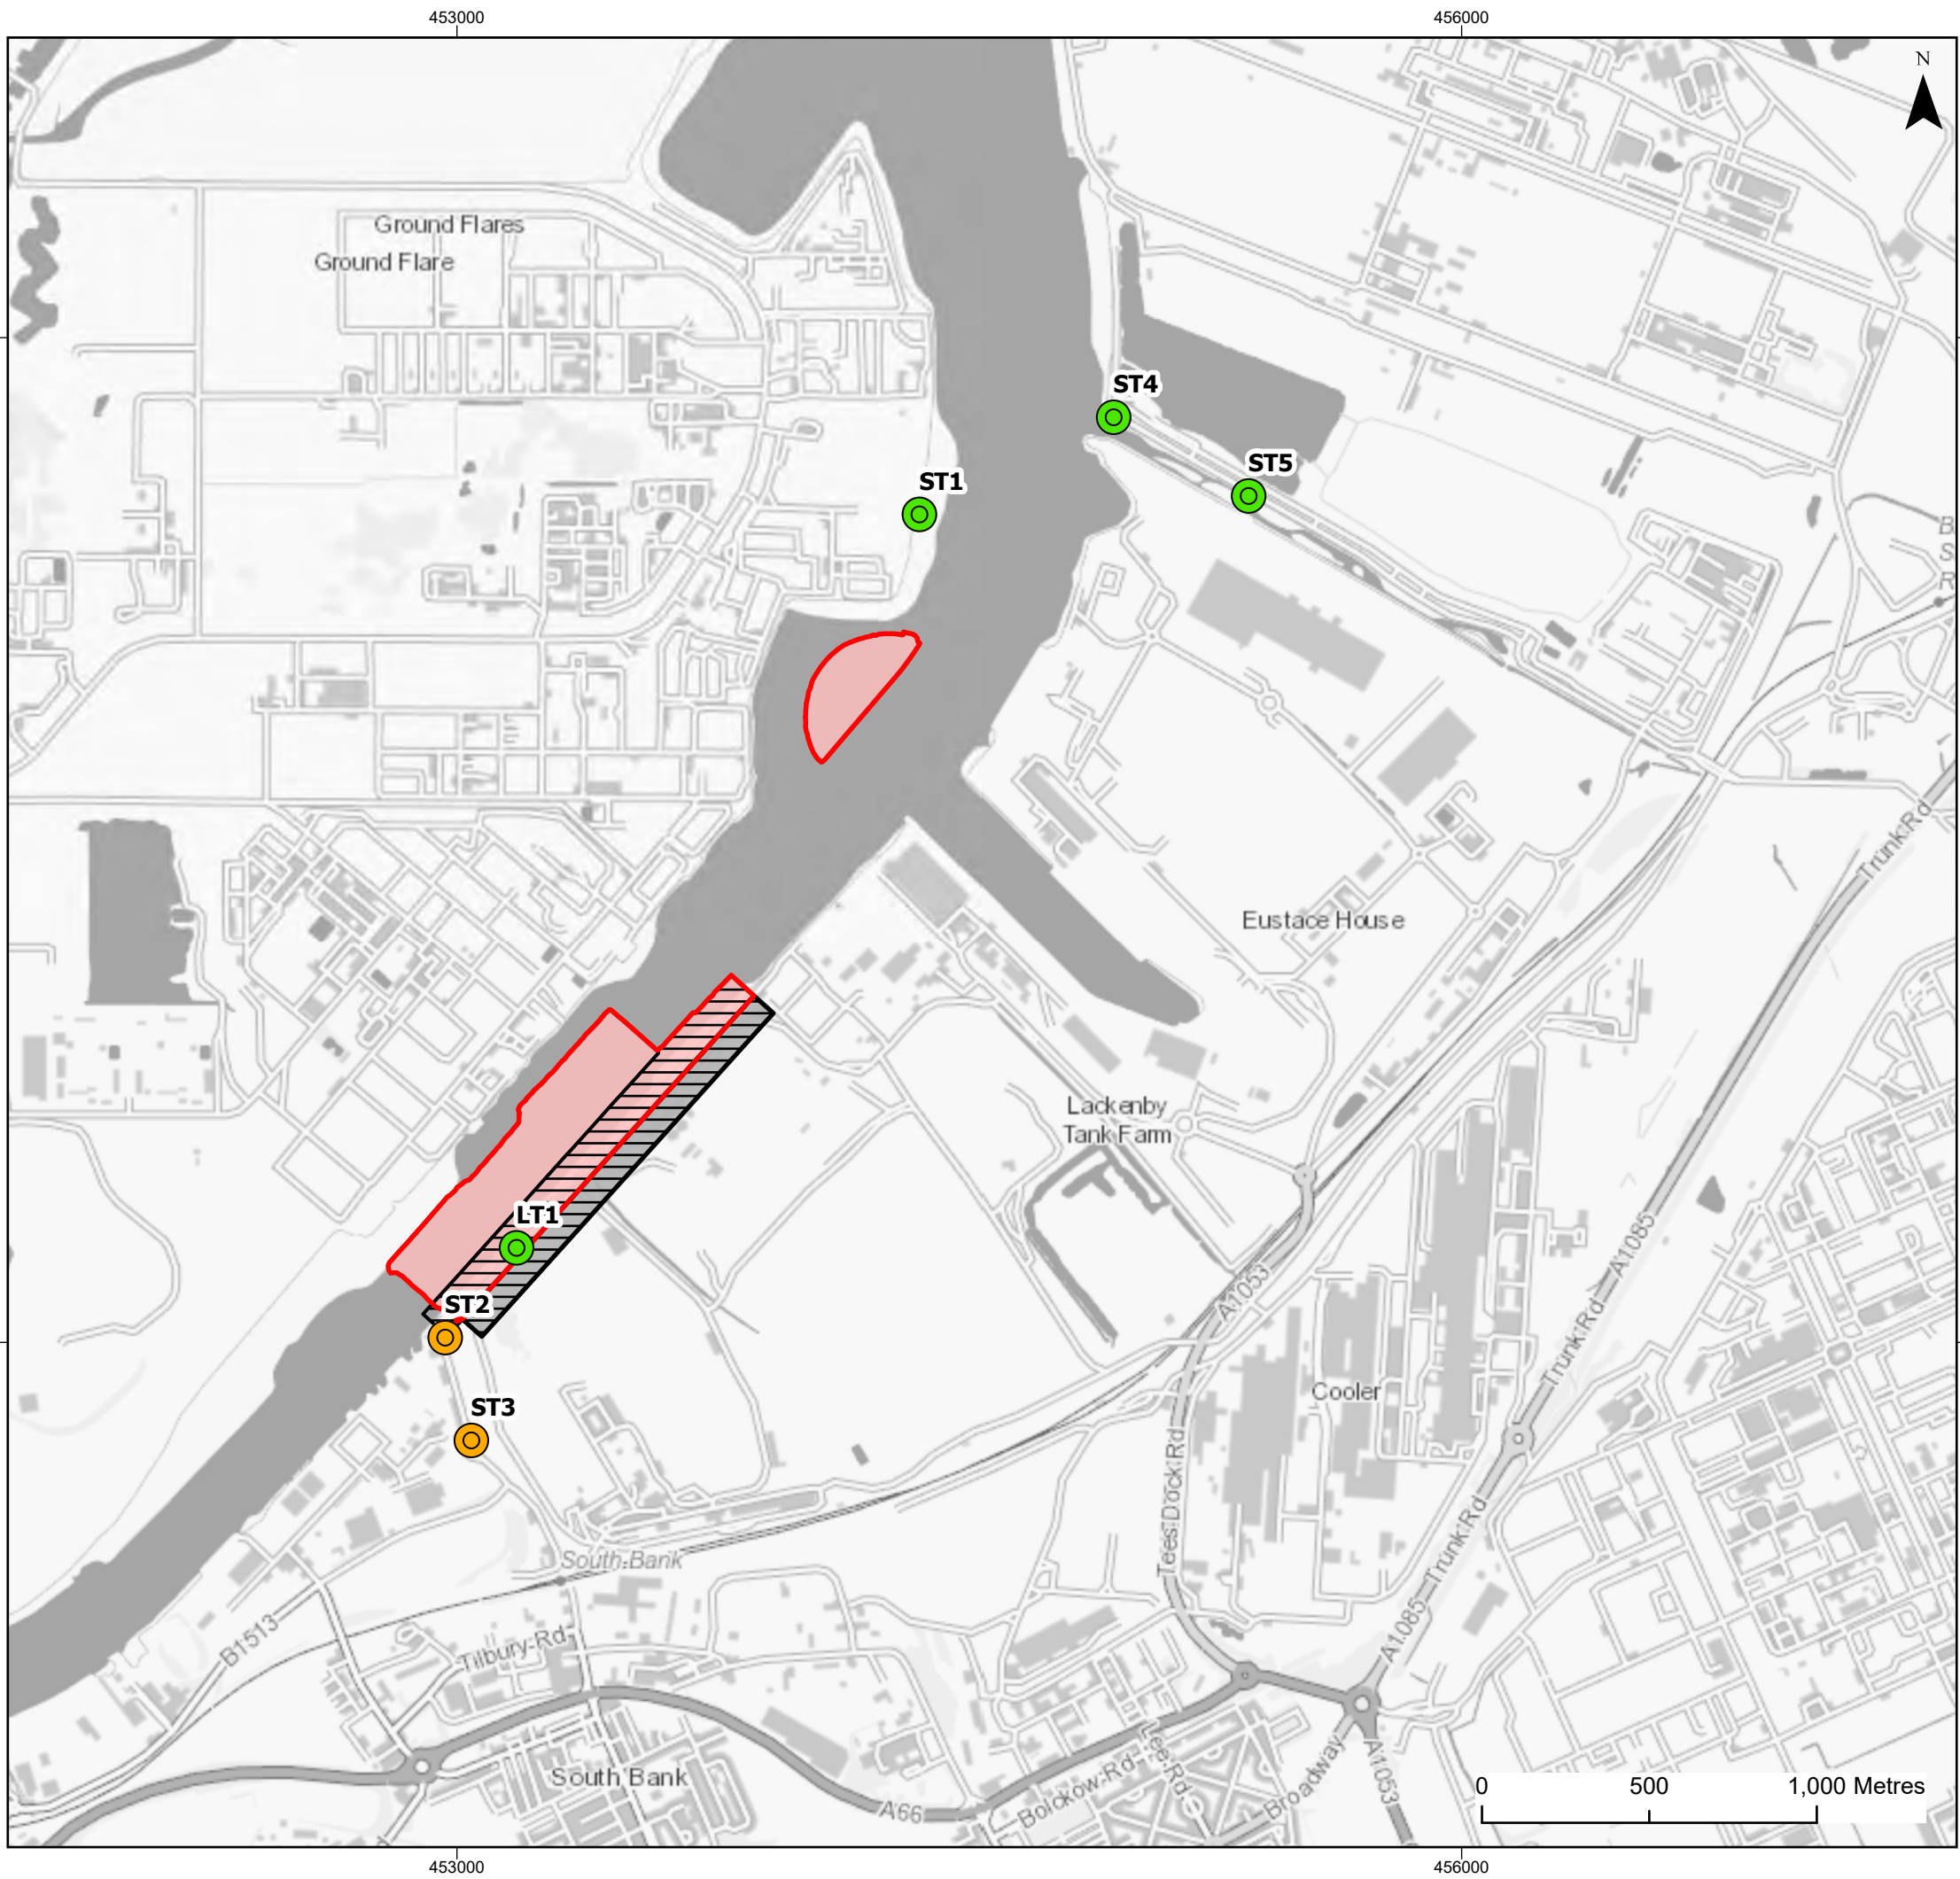 453000
456000
N
Ground Flares
Ground Flare
ST4
ST5
ST1
B
S
R
Trunk Rd
Eustace House
Lackenby
Tank Farm
LT1
A1085
A1053
ST2
Trunk Rd
Cooler
ST3
Tees Dock Rd
Trunk Rd
South Bank
B1513
Tilbury Rd
A1085
South Bank
A66
Bolckow Rd
Lee Rd
Broadway
A1053
0
500
1,000 Metres
453000
456000